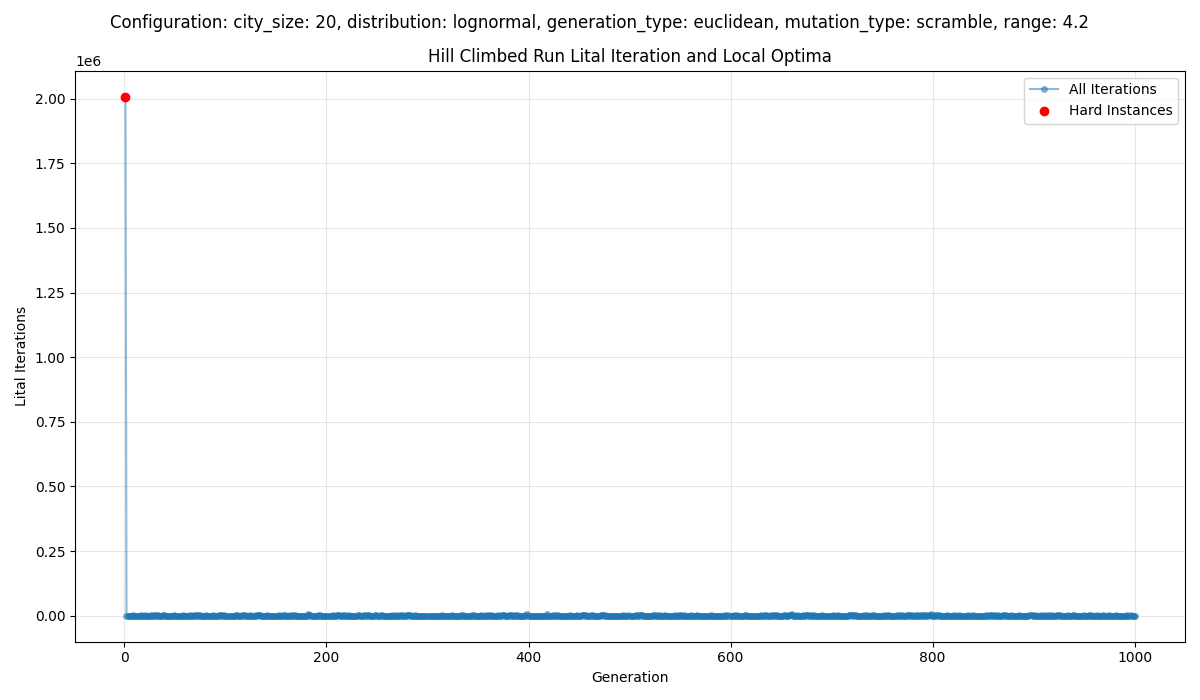 Configuration: city_size: 20, distribution: lognormal, generation_type: euclidean, mutation_type: scramble, range: 4.2
Hill Climbed Run Lital Iteration and Local Optima
1e6
All Iterations
Hard Instances
2.00
1.75
1.50
1.25
1.00
0.75
0.50
0.25
0.00
Lital Iterations
0
200
400
600
800
1000
Generation